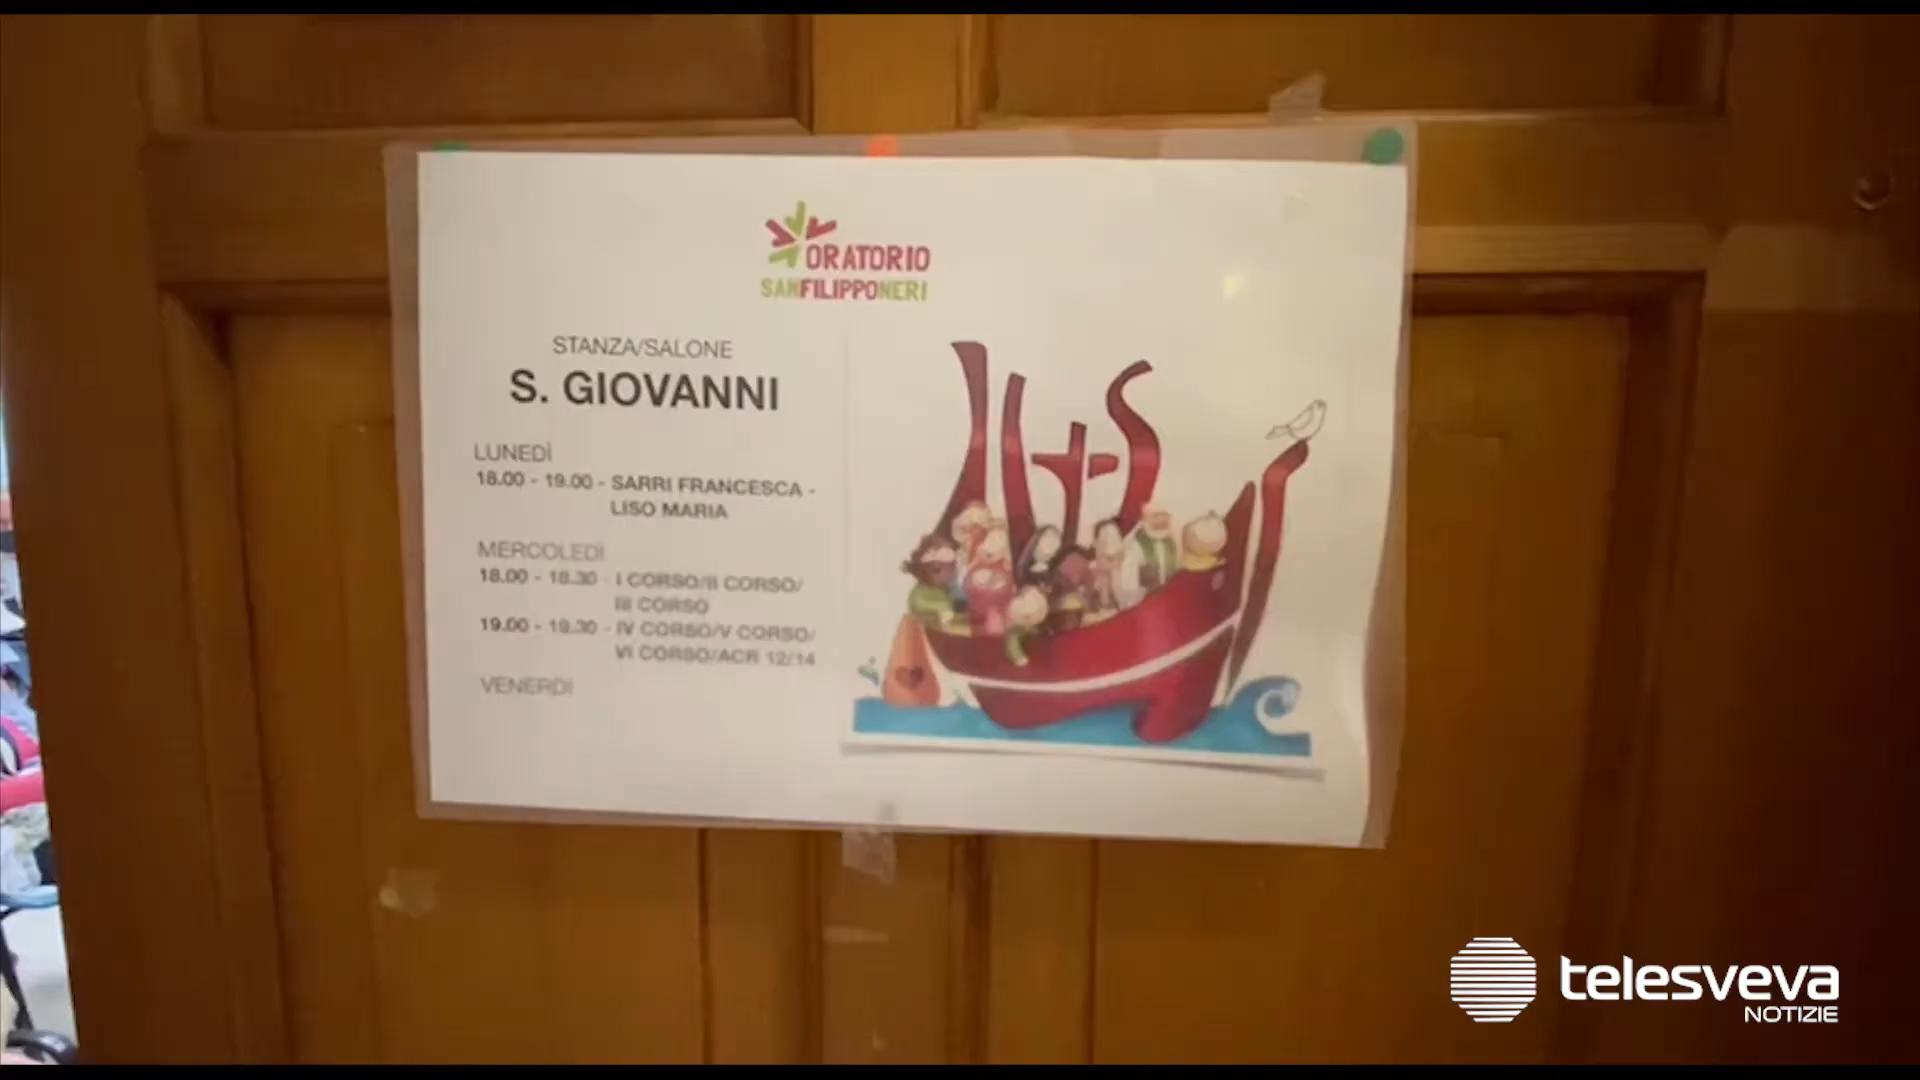 ORATORIO
SANFILIPPONERI
STANZA/SALONE
S. GIOVANNI
LUNEDÌ
18.00 - 19.00 - SARRI FRANCESCA -
LISO MARIA
MERCOLEDÌ
18.00 - 18.30 - I CORSO/II CORSO/
III CORSO
19.00 - 19.30 - IV CORSO/V CORSO/
VI CORSO/ACR 12/14
VENERDÌ
IHS
telesveva
NOTIZIE